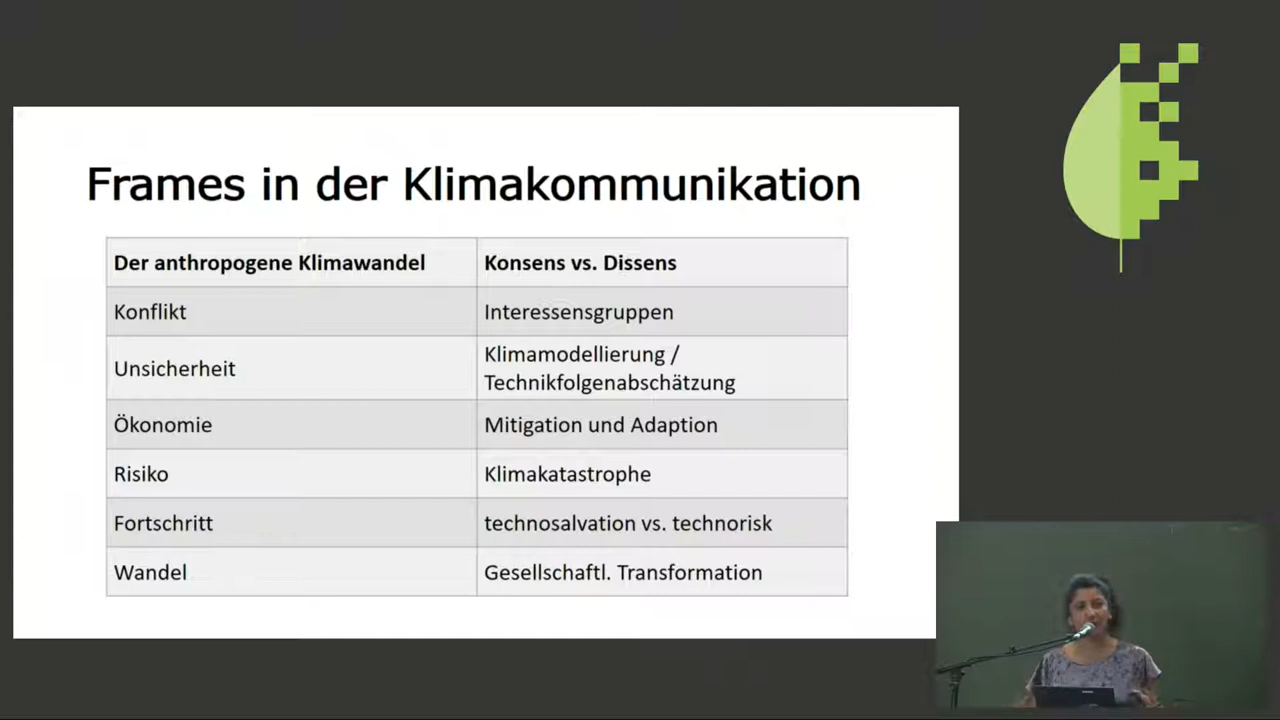 Frames in der Klimakommunikation
Der anthropogene Klimawandel
Konsens vs. Dissens
Konflikt
Interessensgruppen
Unsicherheit
Klimamodellierung /
Technikfolgenabschätzung
Ökonomie
Mitigation und Adaption
Risiko
Klimakatastrophe
Fortschritt
technosalvation vs. technorisk
Wandel
Gesellschaftl. Transformation